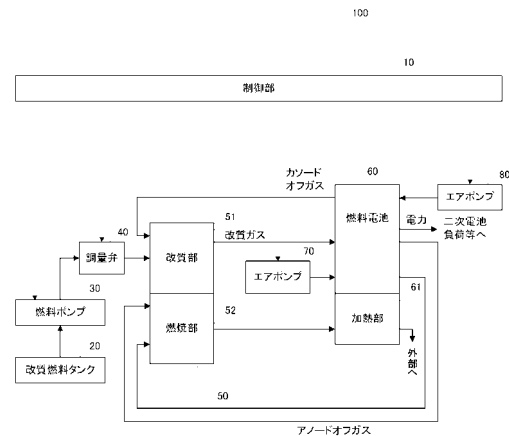 100
10
制御部
カソード
オフガス
60
80
エアポンプ
燃料電池
電力
二次電池
負荷等へ
51
改質ガス
40
調量弁
改質部
70
エアポンプ
61
30
燃料ポンプ
52
燃焼部
加熱部
20
改質燃料タンク
外部へ
50
アノードオフガス